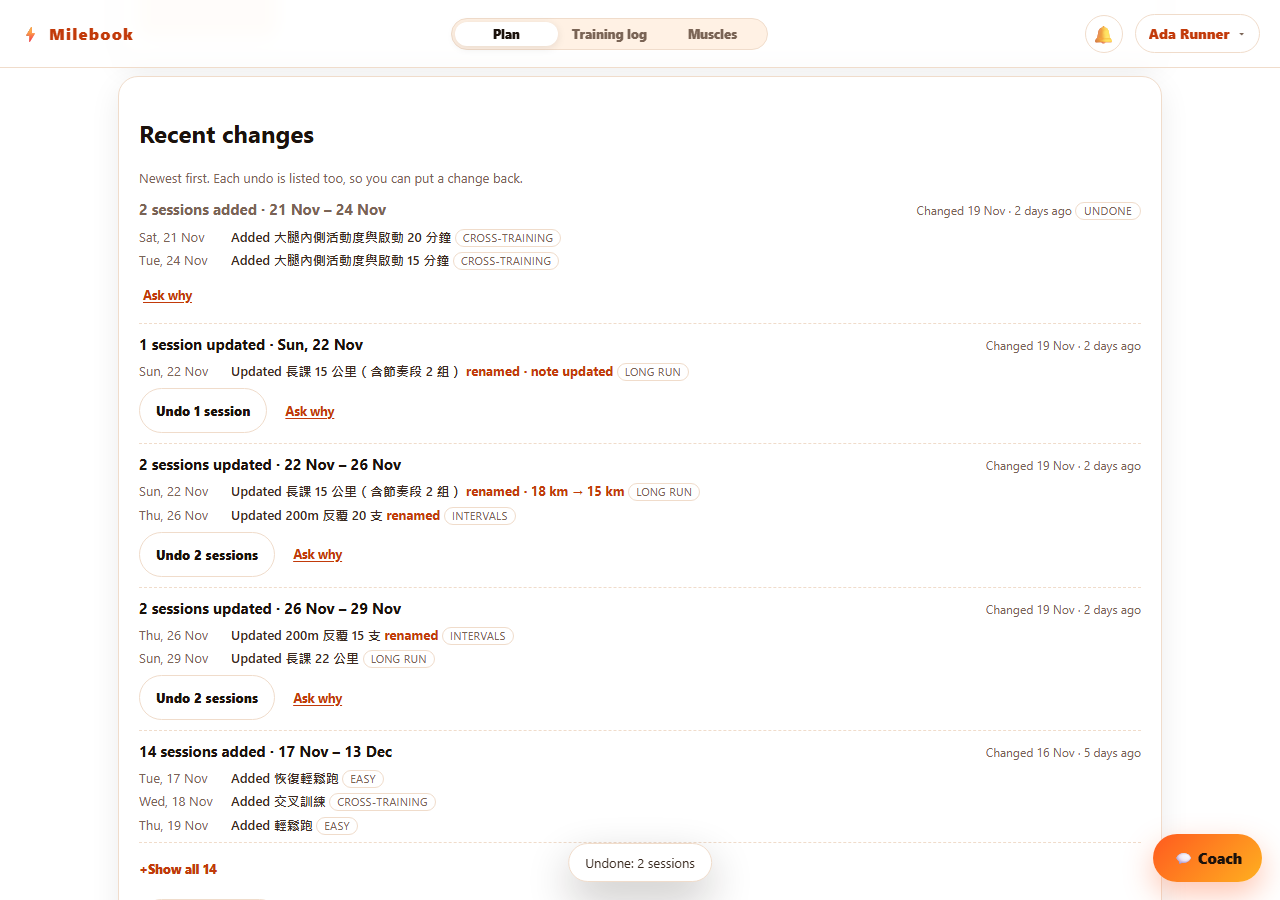 Milebook
Plan
Training log
Muscles
Ada Runner
Recent changes
Newest first. Each undo is listed too, so you can put a change back.
2 sessions added · 21 Nov – 24 Nov
Changed 19 Nov · 2 days ago UNDONE
Sat, 21 Nov Added 大腿內側活動度與啟動 20 分鐘 CROSS-TRAINING
Tue, 24 Nov Added 大腿內側活動度與啟動 15 分鐘 CROSS-TRAINING
Ask why
1 session updated · Sun, 22 Nov
Changed 19 Nov · 2 days ago
Sun, 22 Nov Updated 長課 15 公里（含節奏段 2 組）renamed · note updated LONG RUN
Undo 1 session Ask why
2 sessions updated · 22 Nov – 26 Nov
Changed 19 Nov · 2 days ago
Sun, 22 Nov Updated 長課 15 公里（含節奏段 2 組）renamed · 18 km → 15 km LONG RUN
Thu, 26 Nov Updated 200m 反覆 20 支 renamed INTERVALS
Undo 2 sessions Ask why
2 sessions updated · 26 Nov – 29 Nov
Changed 19 Nov · 2 days ago
Thu, 26 Nov Updated 200m 反覆 15 支 renamed INTERVALS
Sun, 29 Nov Updated 長課 22 公里 LONG RUN
Undo 2 sessions Ask why
14 sessions added · 17 Nov – 13 Dec
Changed 16 Nov · 5 days ago
Tue, 17 Nov Added 恢復輕鬆跑 EASY
Wed, 18 Nov Added 交叉訓練 CROSS-TRAINING
Thu, 19 Nov Added 輕鬆跑 EASY
+Show all 14
Undone: 2 sessions
Coach